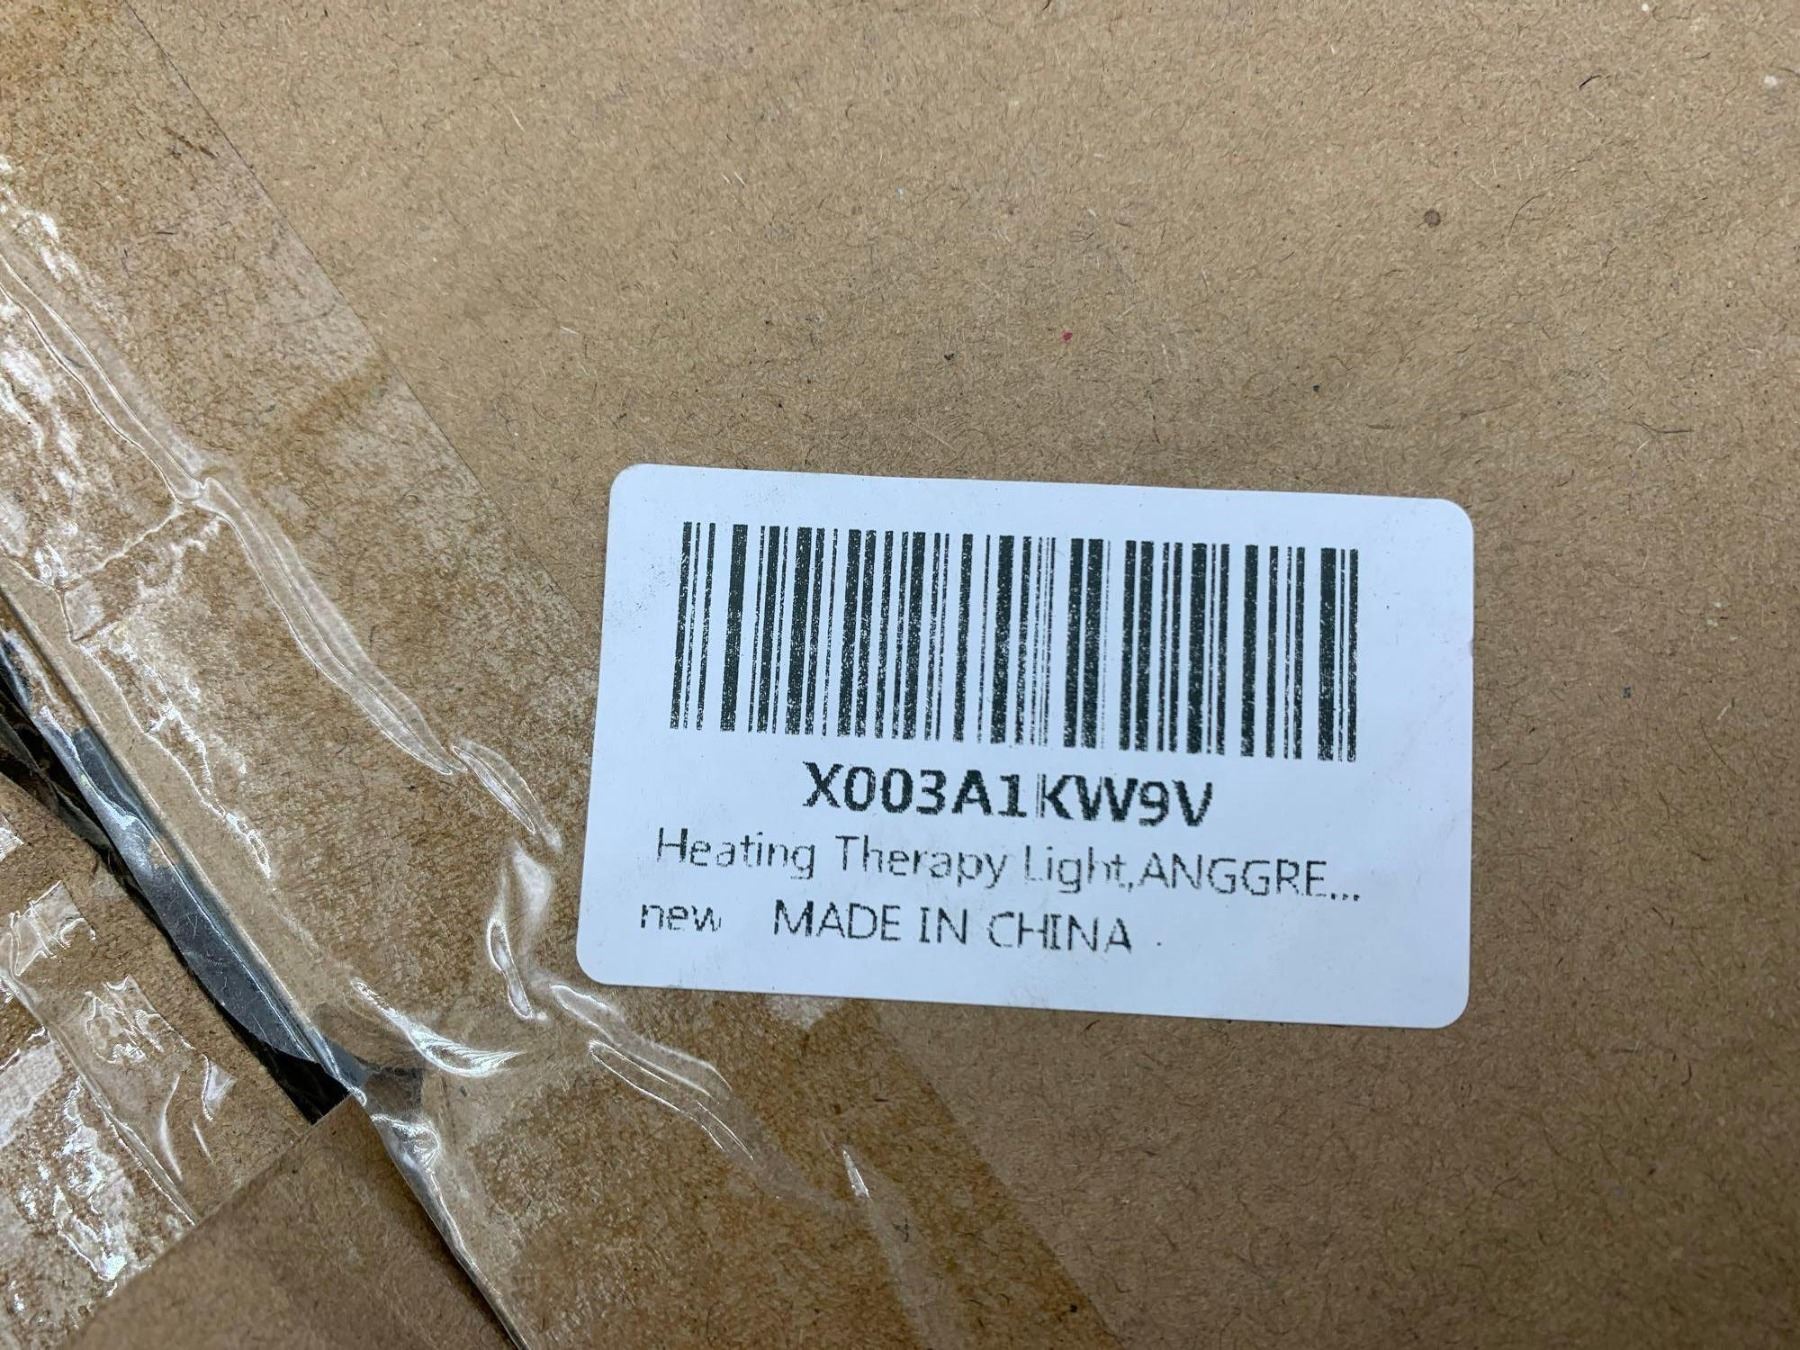 X003A1KW9V
Heating Therapy Light,ANGGRE...
new MADE IN CHINA